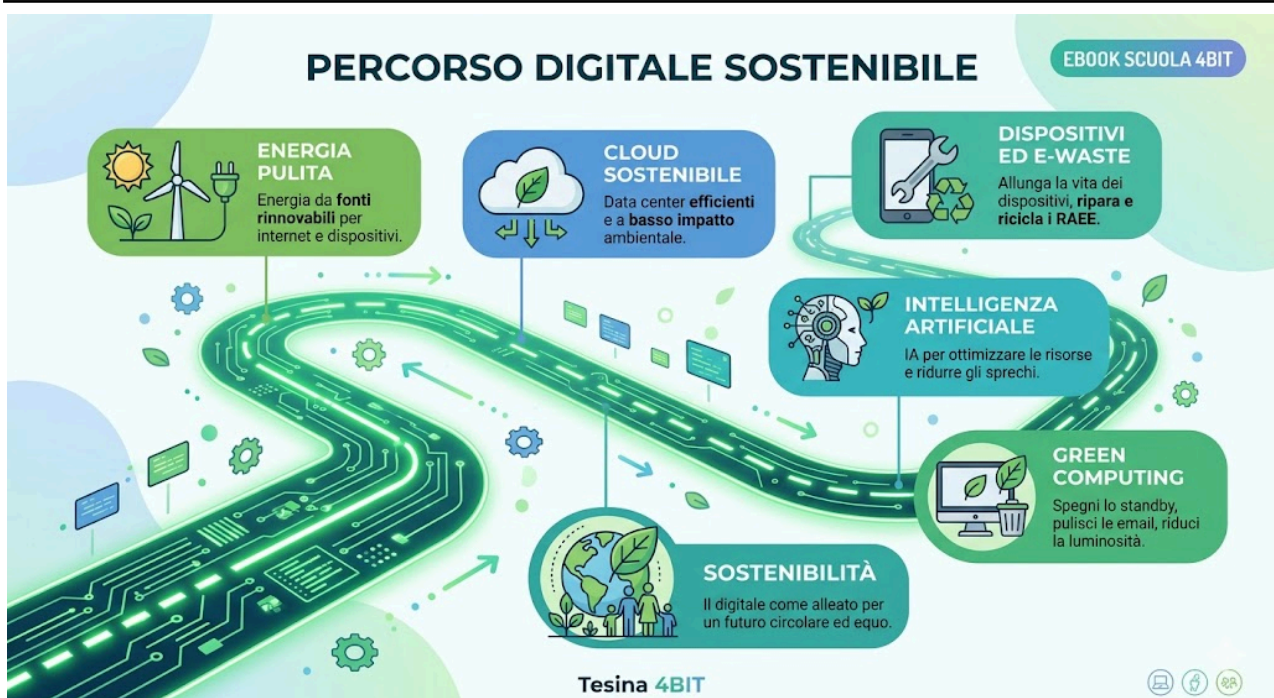 PERCORSO DIGITALE SOSTENIBILE
EBOOK SCUOLA 4BIT
ENERGIA
PULITA
Energia da fonti
rinnovabili per
internet e dispositivi.
CLOUD
SOSTENIBILE
Data center efficienti
e a basso impatto
ambientale.
DISPOSITIVI
ED E-WASTE
Allunga la vita dei
dispositivi, ripara e
ricicla i RAEE.
INTELLIGENZA
ARTIFICIALE
IA per ottimizzare le risorse
e ridurre gli sprechi.
GREEN
COMPUTING
Spegni lo standby,
pulisci le email, riduci
la luminosità.
SOSTENIBILITÀ
Il digitale come alleato per
un futuro circolare ed equo.
Tesina 4BIT